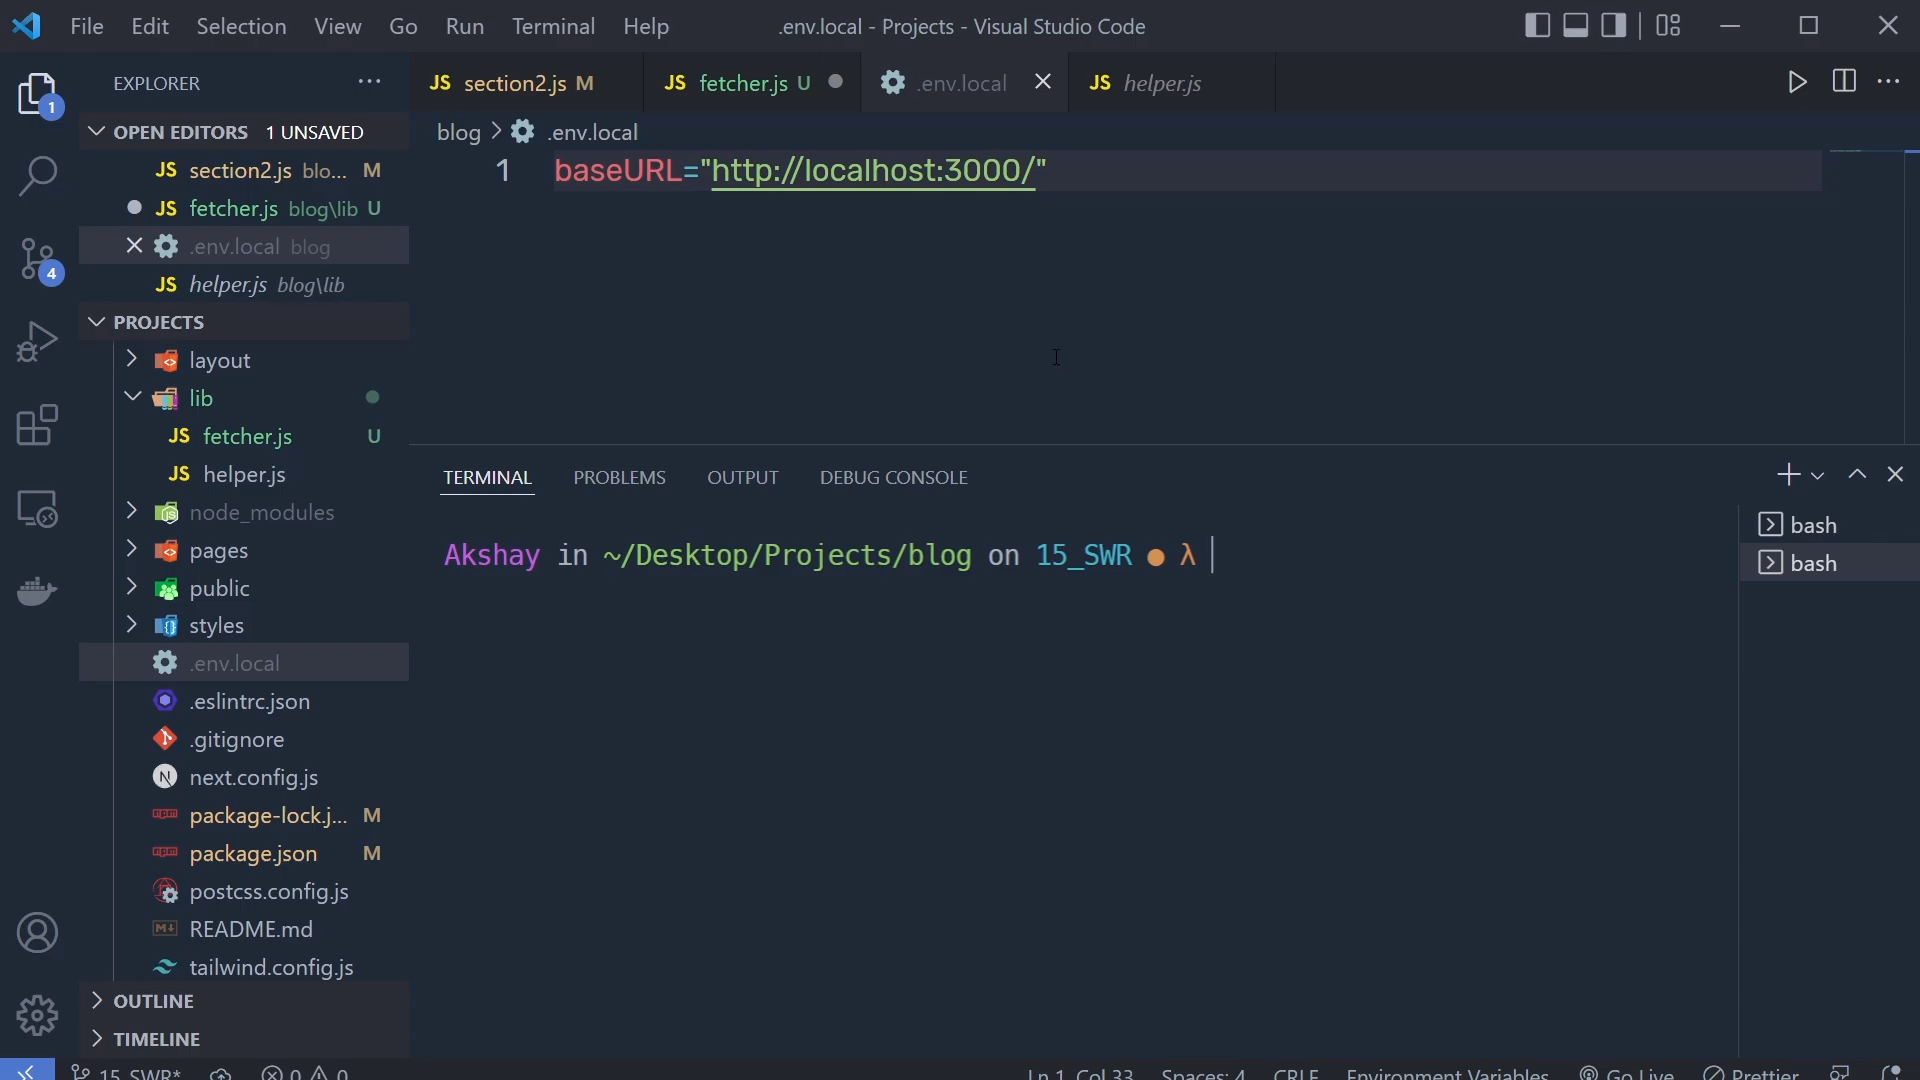 File Edit Selection View Go Run Terminal Help .env.local - Projects - Visual Studio Code
EXPLORER
JS section2.js M JS fetcher.js U .env.local JS helper.js
1
OPEN EDITORS 1 UNSAVED
JS section2.js blo... M
JS fetcher.js blog\lib U
.env.local blog
JS helper.js blog\lib
4
PROJECTS
layout
lib
JS fetcher.js U
JS helper.js
node_modules
pages
public
styles
.env.local
.eslintrc.json
.gitignore
next.config.js
package-lock.j... M
package.json M
postcss.config.js
README.md
tailwind.config.js
OUTLINE
TIMELINE
blog > .env.local
1 baseURL="http://localhost:3000/"
TERMINAL PROBLEMS OUTPUT DEBUG CONSOLE
bash
bash
Akshay in ~/Desktop/Projects/blog on 15_SWR ● λ
15_SWR* 0 0 Ln 1, Col 33 Spaces: 4 CRLF Environment Variables Go Live Prettier